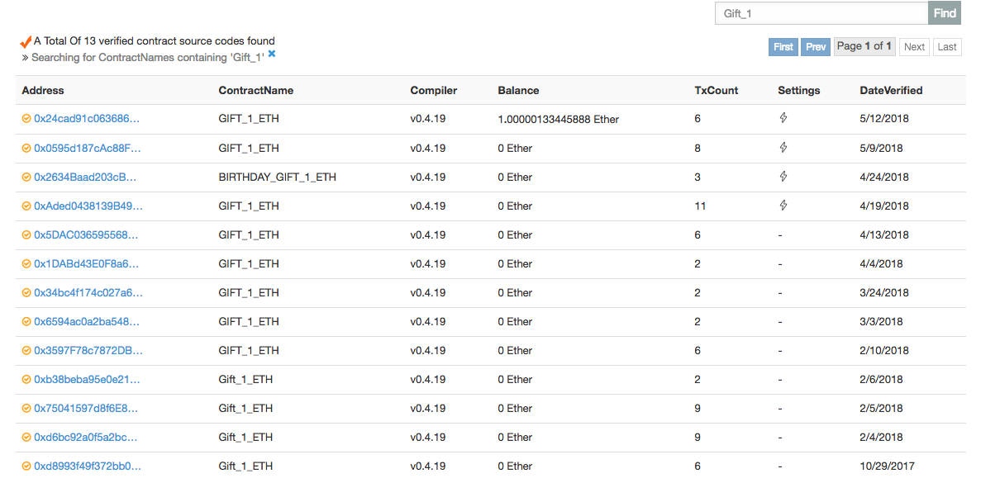 Gift_1 Find
A Total Of 13 verified contract source codes found
» Searching for ContractNames containing 'Gift_1' ✖ First Prev Page 1 of 1 Next Last
Address ContractName Compiler Balance TxCount Settings DateVerified
0x24cad91c063686... GIFT_1_ETH v0.4.19 1.00000133445888 Ether 6 5/12/2018
0x0595d187cAc88F... GIFT_1_ETH v0.4.19 0 Ether 8 5/9/2018
0x2634Baad203cB... BIRTHDAY_GIFT_1_ETH v0.4.19 0 Ether 3 4/24/2018
0xAded0438139B49... GIFT_1_ETH v0.4.19 0 Ether 11 4/19/2018
0x5DAC036595568... GIFT_1_ETH v0.4.19 0 Ether 6 - 4/13/2018
0x1DABd43E0F8a6... GIFT_1_ETH v0.4.19 0 Ether 2 - 4/4/2018
0x34bc4f174c027a6... GIFT_1_ETH v0.4.19 0 Ether 2 - 3/24/2018
0x6594ac0a2ba548... GIFT_1_ETH v0.4.19 0 Ether 2 - 3/3/2018
0x3597F78c7872DB... GIFT_1_ETH v0.4.19 0 Ether 6 - 2/10/2018
0xb38beba95e0e21... Gift_1_ETH v0.4.19 0 Ether 2 - 2/6/2018
0x75041597d8f6E8... Gift_1_ETH v0.4.19 0 Ether 9 - 2/5/2018
0xd6bc92a0f5a2bc... Gift_1_ETH v0.4.19 0 Ether 9 - 2/4/2018
0xd8993f49f372bb0... Gift_1_ETH v0.4.19 0 Ether 6 - 10/29/2017